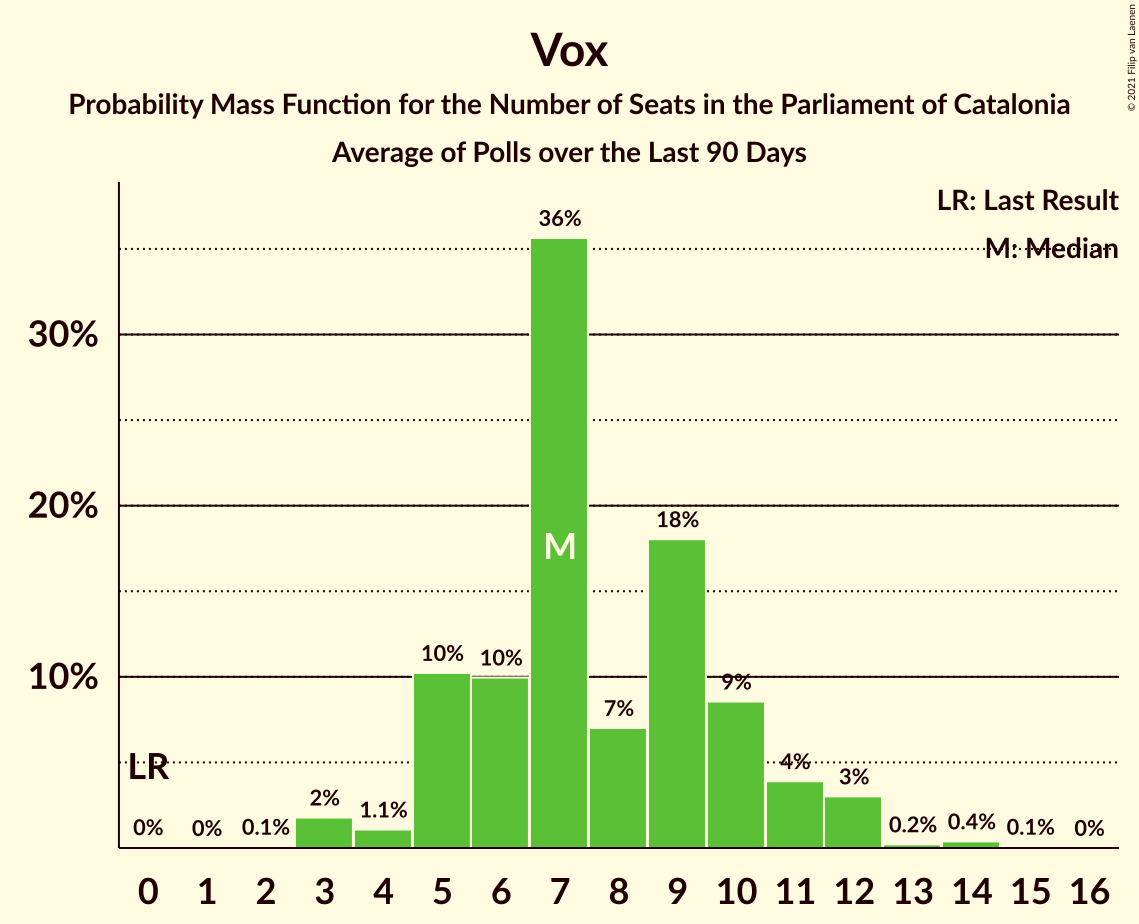 Vox
Probability Mass Function for the Number of Seats in the Parliament of Catalonia
Average of Polls over the Last 90 Days
© 2021 Filip van Laenen
LR: Last Result
M: Median
30%
20%
10%
0%
0%
0.1%
2%
1.1%
10%
10%
36%
7%
18%
9%
4%
3%
0.2%
0.4%
0.1%
0%
LR
M
0 1 2 3 4 5 6 7 8 9 10 11 12 13 14 15 16